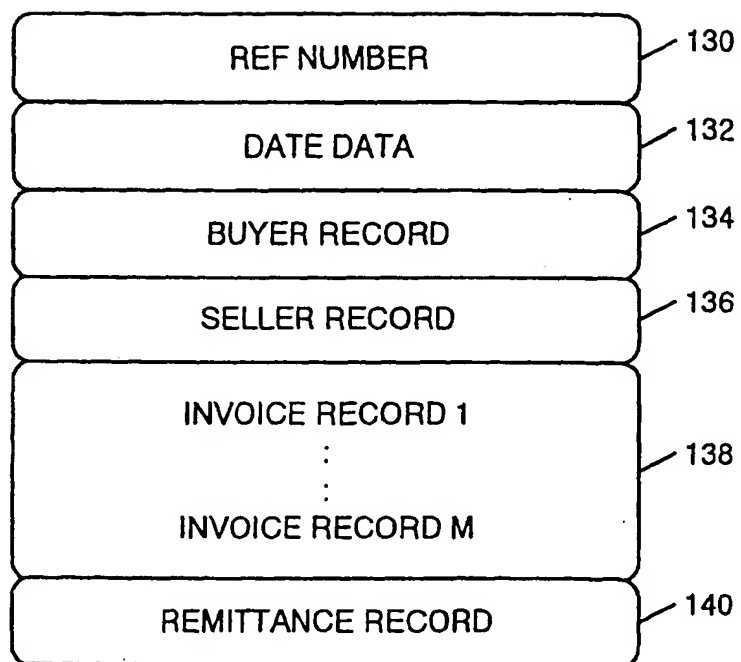 REF NUMBER 130
DATE DATA 132
BUYER RECORD 134
SELLER RECORD 136
INVOICE RECORD 1
138
INVOICE RECORD M
REMITTANCE RECORD 140